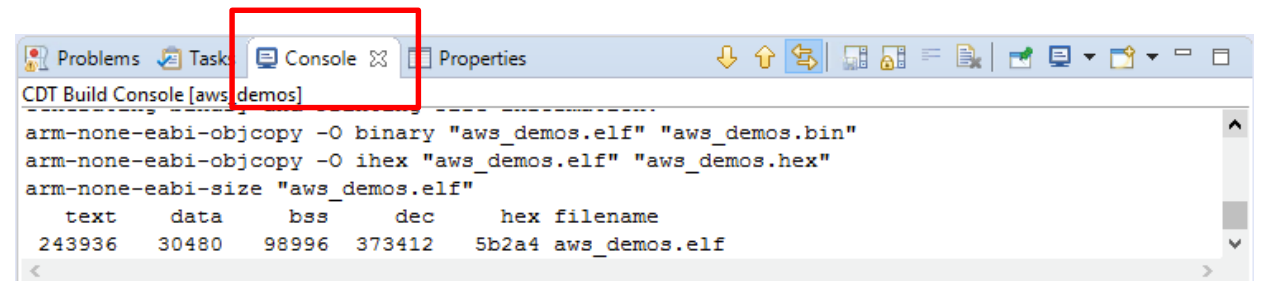 Problems Tasks Console Properties
CDT Build Console [aws_demos]
arm-none-eabi-objcopy -O binary "aws_demos.elf" "aws_demos.bin"
arm-none-eabi-objcopy -O ihex "aws_demos.elf" "aws_demos.hex"
arm-none-eabi-size "aws_demos.elf"
text data bss dec hex filename
243936 30480 98996 373412 5b2a4 aws_demos.elf